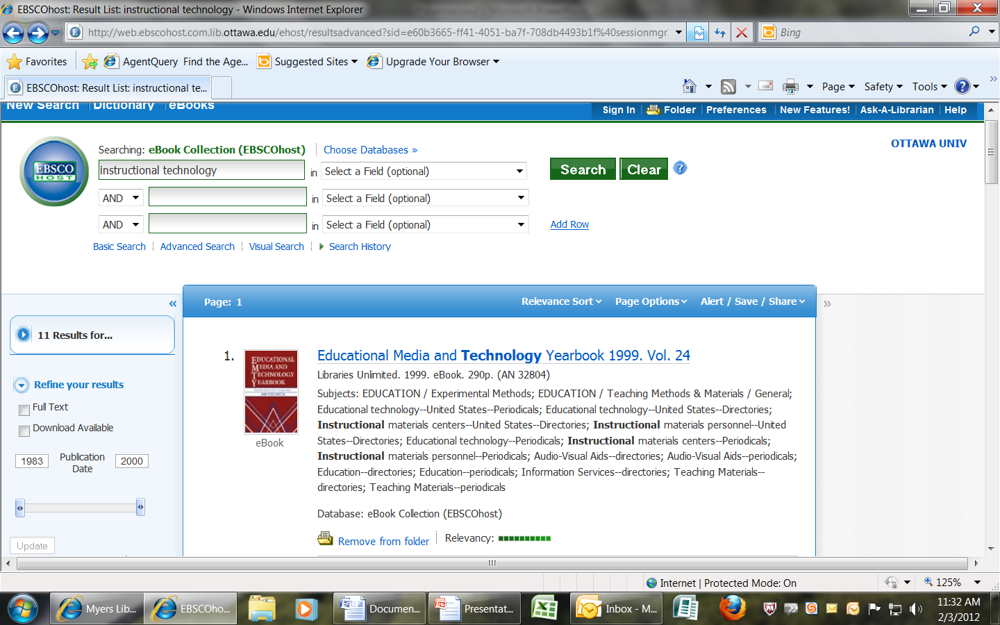 EBSCOhost: Result List: instructional technology - Windows Internet Explorer
http://web.ebscohost.com.lib.ottawa.edu/ehost/resultsadvanced?sid=e60b3665-ff41-4051-ba7f-708db4493b1f%40sessionmgr
Bing
Favorites
AgentQuery Find the Age...
Suggested Sites
Upgrade Your Browser
EBSCOhost: Result List: instructional te...
Page
Safety
Tools
New Search
Dictionary
eBooks
Sign In
Folder
Preferences
New Features!
Ask-A-Librarian
Help
OTTAWA UNIV
EBSCO
HOST
Searching: eBook Collection (EBSCOhost)
Choose Databases »
instructional technology
in
Select a Field (optional)
Search
Clear
AND
in
Select a Field (optional)
AND
in
Select a Field (optional)
Add Row
Basic Search
Advanced Search
Visual Search
Search History
«
11 Results for...
Refine your results
Full Text
Download Available
1983
Publication
Date
2000
Update
Page: 1
Relevance Sort
Page Options
Alert / Save / Share
»
1.
EDUCATIONAL
MEDIA AND
TECHNOLOGY
YEARBOOK
eBook
Educational Media and Technology Yearbook 1999. Vol. 24
Libraries Unlimited. 1999. eBook. 290p. (AN 32804)
Subjects: EDUCATION / Experimental Methods; EDUCATION / Teaching Methods & Materials / General;
Educational technology--United States--Periodicals; Educational technology--United States--Directories;
Instructional materials centers--United States--Directories; Instructional materials personnel--United
States--Directories; Educational technology--Periodicals; Instructional materials centers--Periodicals;
Instructional materials personnel--Periodicals; Audio-Visual Aids--directories; Audio-Visual Aids--periodicals;
Education--directories; Education--periodicals; Information Services--directories; Teaching Materials--
directories; Teaching Materials--periodicals
Database: eBook Collection (EBSCOhost)
Remove from folder
Relevancy:
Internet | Protected Mode: On
125%
Myers Lib...
EBSCOho...
Documen...
Presentat...
Inbox - M...
11:32 AM
2/3/2012